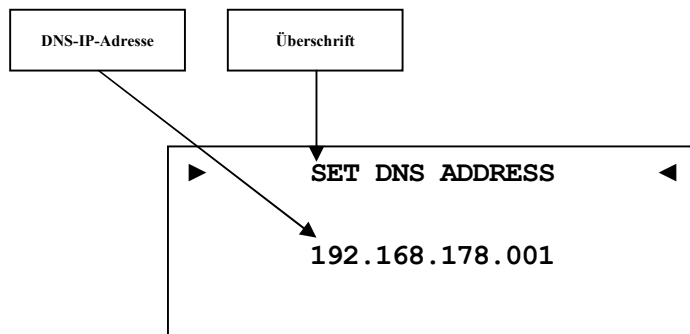 DNS-IP-Adresse
Überschrift
► SET DNS ADDRESS ◄
192.168.178.001